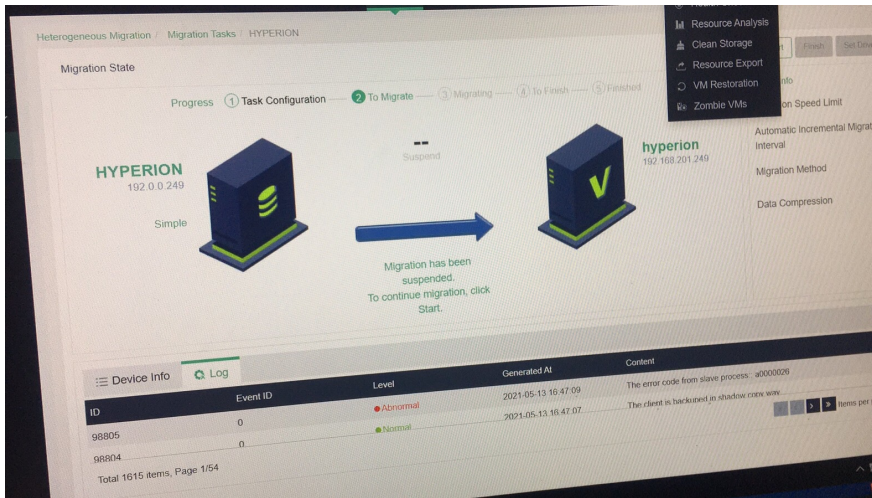 Heterogeneous Migration / Migration Tasks / HYPERION
Resource Analysis
Clean Storage
Resource Export
VM Restoration
Zombie VMs
Finish
Migration State
Progress 1 Task Configuration 2 To Migrate 3 Migrating 4 To Finish 5 Finished
HYPERION
192.0.0.249
Simple
--
Suspend
hyperion
192.168.201.249
Migration has been
suspended.
To continue migration, click
Start.
on Speed Limit
Automatic Incremental Migrat
Interval
Migration Method
Data Compression
Device Info Log
ID Event ID Level Generated At Content
98805 0 Abnormal 2021-05-13 16:47:09 The error code from slave process: a0000026
98804 0 Normal 2021-05-13 16:47:07 The client is backuped in shadow copy way
Total 1615 items, Page 1/54
Items per